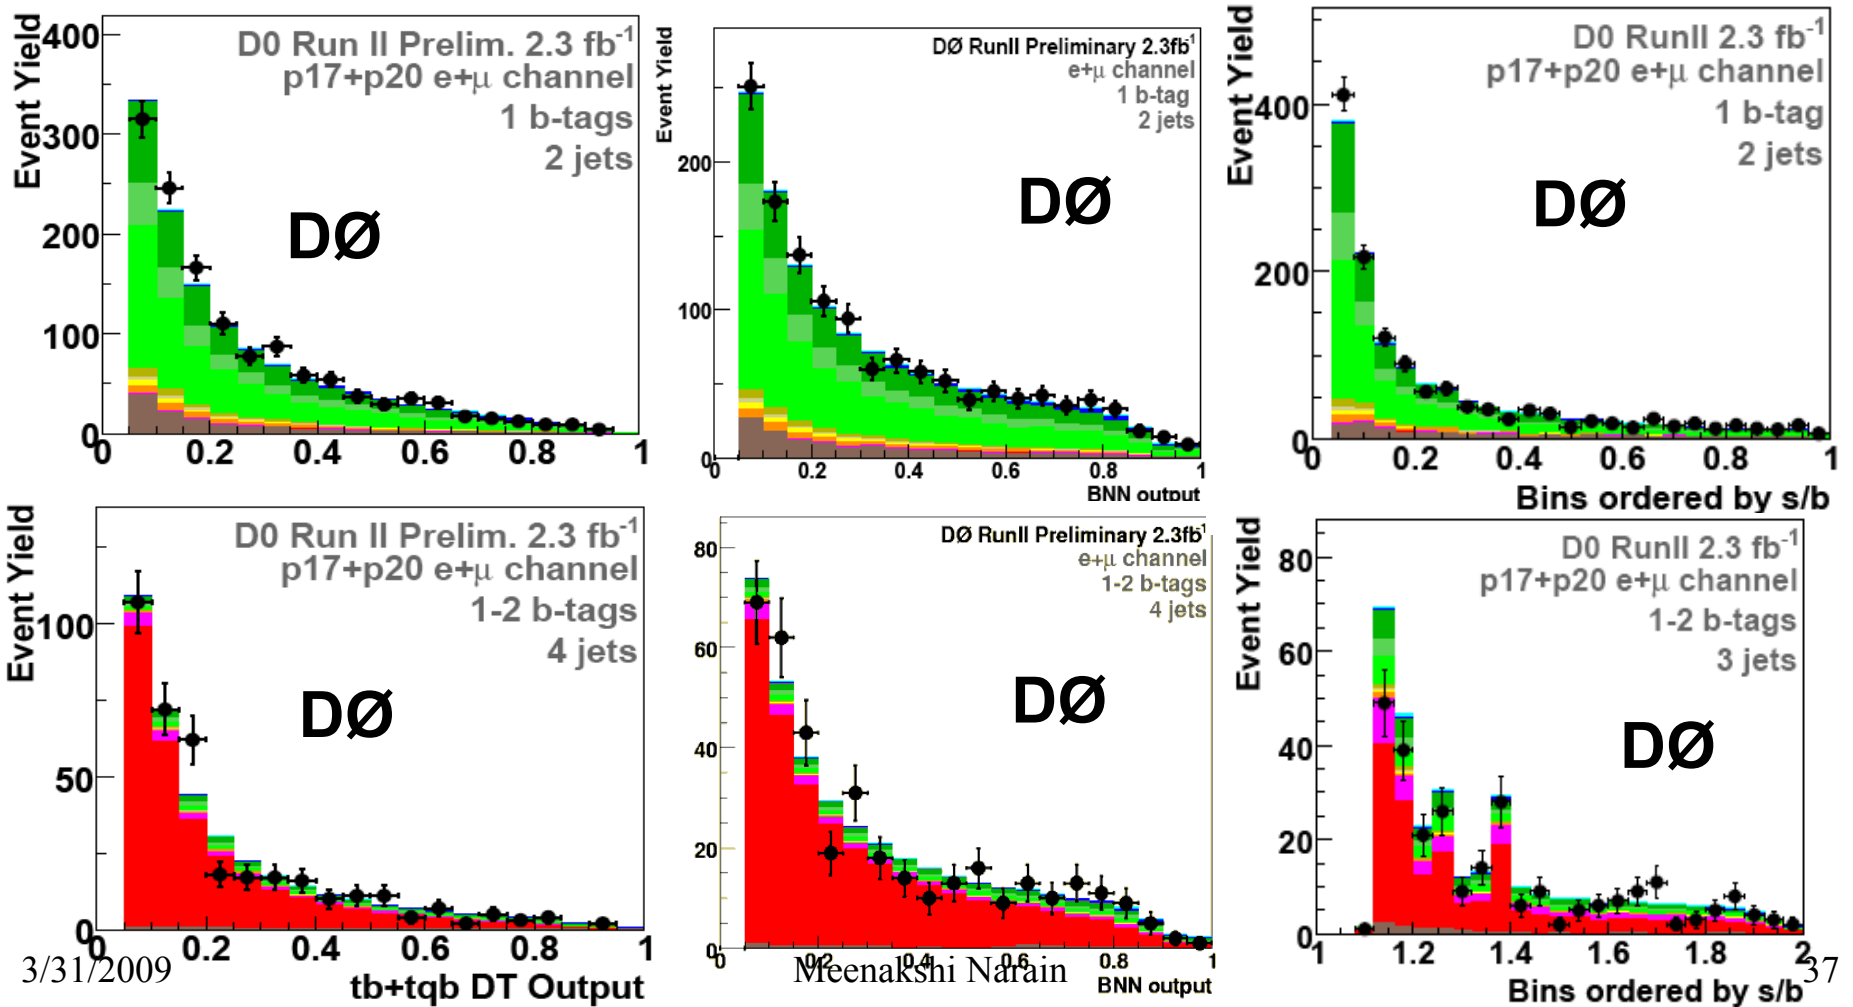 Event Yield
400
300
200
100
0
0 0.2 0.4 0.6 0.8 1
D0 Run II Prelim. 2.3 fb-1
p17+p20 e+μ channel
1 b-tags
2 jets
DØ
Event Yield
200
100
0
0 0.2 0.4 0.6 0.8 1
BNN output
DØ RunII Preliminary 2.3fb-1
e+μ channel
1 b-tag
2 jets
DØ
Event Yield
400
200
0
0 0.2 0.4 0.6 0.8 1
Bins ordered by s/b
D0 RunII 2.3 fb-1
p17+p20 e+μ channel
1 b-tag
2 jets
DØ
Event Yield
100
50
0
0 0.2 0.4 0.6 0.8 1
tb+tqb DT Output
D0 Run II Prelim. 2.3 fb-1
p17+p20 e+μ channel
1-2 b-tags
4 jets
DØ
80
60
40
20
0
0 0.2 0.4 0.6 0.8 1
BNN output
DØ RunII Preliminary 2.3fb-1
e+μ channel
1-2 b-tags
4 jets
DØ
Event Yield
80
60
40
20
0
1 1.2 1.4 1.6 1.8 2
Bins ordered by s/b
D0 RunII 2.3 fb-1
p17+p20 e+μ channel
1-2 b-tags
3 jets
DØ
3/31/2009
Meenakshi Narain
37